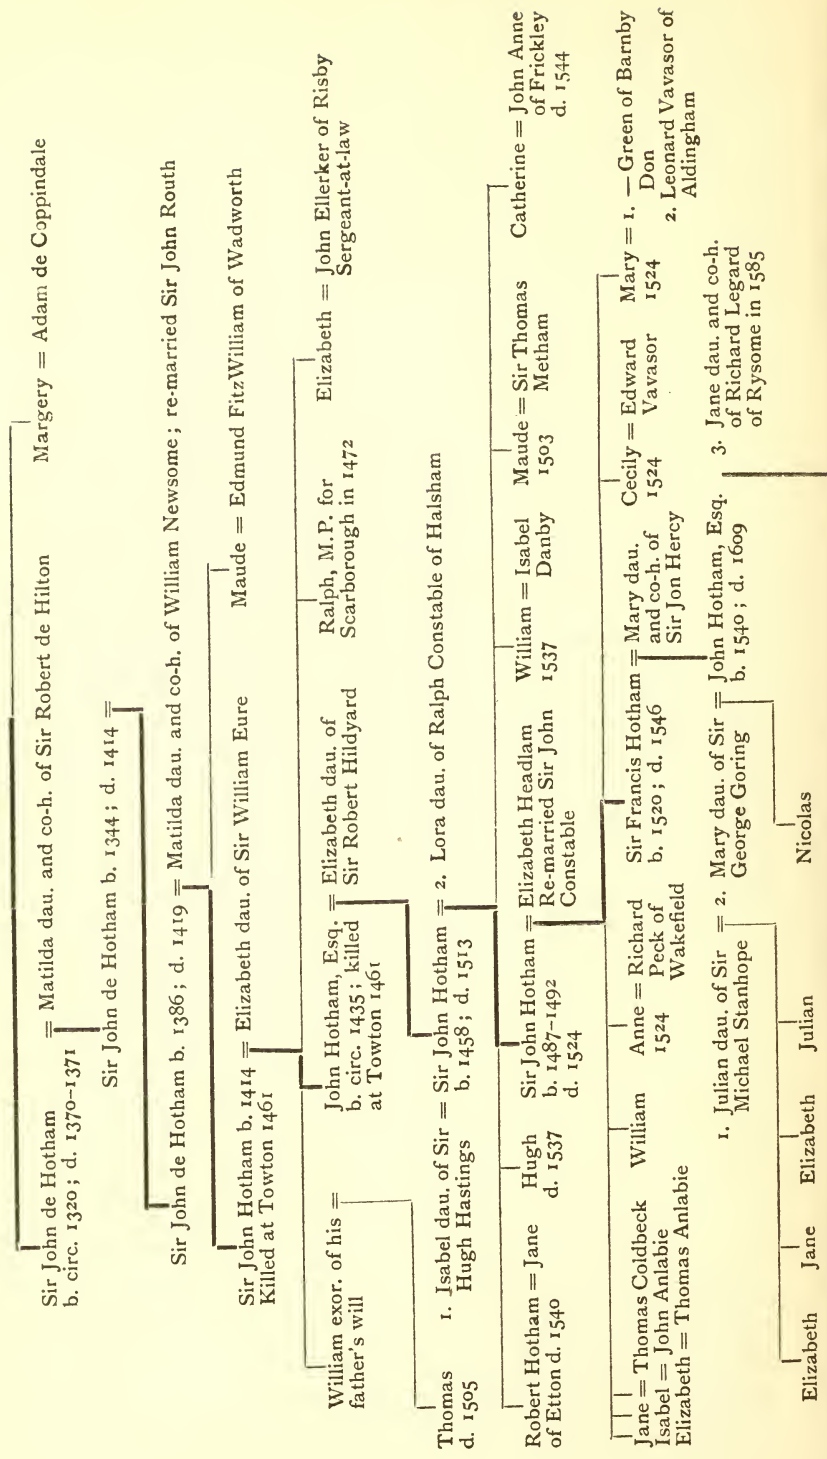 Sir John de Hotham = Matilda dau. and co-h. of Sir Robert de Hilton Margery = Adam de Coppindale
b. circ. 1320; d. 1370–1371
Sir John de Hotham b. 1344; d. 1414 =
Sir John de Hotham b. 1386; d. 1419 = Matilda dau. and co-h. of William Newsome; re-married Sir John Routh
Sir John Hotham b. 1414 = Elizabeth dau. of Sir William Eure Maude = Edmund FitzWilliam of Wadworth
Killed at Towton 1461
William exor. of his =
father's will
John Hotham, Esq. = Elizabeth dau. of
b. circ. 1435; killed Sir Robert Hildyard
at Towton 1461
Ralph, M.P. for
Scarborough in 1472
Elizabeth = John Ellerker of Risby
Sergeant-at-law
Thomas
d. 1505
1. Isabel dau. of Sir = Sir John Hotham = 2. Lora dau. of Ralph Constable of Halsham
Hugh Hastings b. 1458; d. 1513
Robert Hotham = Jane
of Etton d. 1540
Hugh
d. 1537
Sir John Hotham = Elizabeth Headlam
b. 1487–1492 Re-married Sir John
d. 1524 Constable
William = Isabel
1537 Danby
Maude = Sir Thomas
1503 Metham
Catherine = John Anne
of Frickley
d. 1544
Jane = Thomas Coldbeck
Isabel = John Anlabie
Elizabeth = Thomas Anlabie
William
Anne = Richard
1524 Peck of
Wakefield
Sir Francis Hotham = Mary dau.
b. 1520; d. 1546 and co-h. of
Sir Jon Hercy
Cecily = Edward
1524 Vavasor
Mary = 1. — Green of Barnby
1524 Don
2. Leonard Vavasor of
Aldingham
1. Julian dau. of Sir = 2. Mary dau. of Sir = John Hotham, Esq.
Michael Stanhope George Goring b. 1540; d. 1609
3. Jane dau. and co-h.
of Richard Legard
of Rysome in 1585
Elizabeth Jane Elizabeth Julian Nicolas